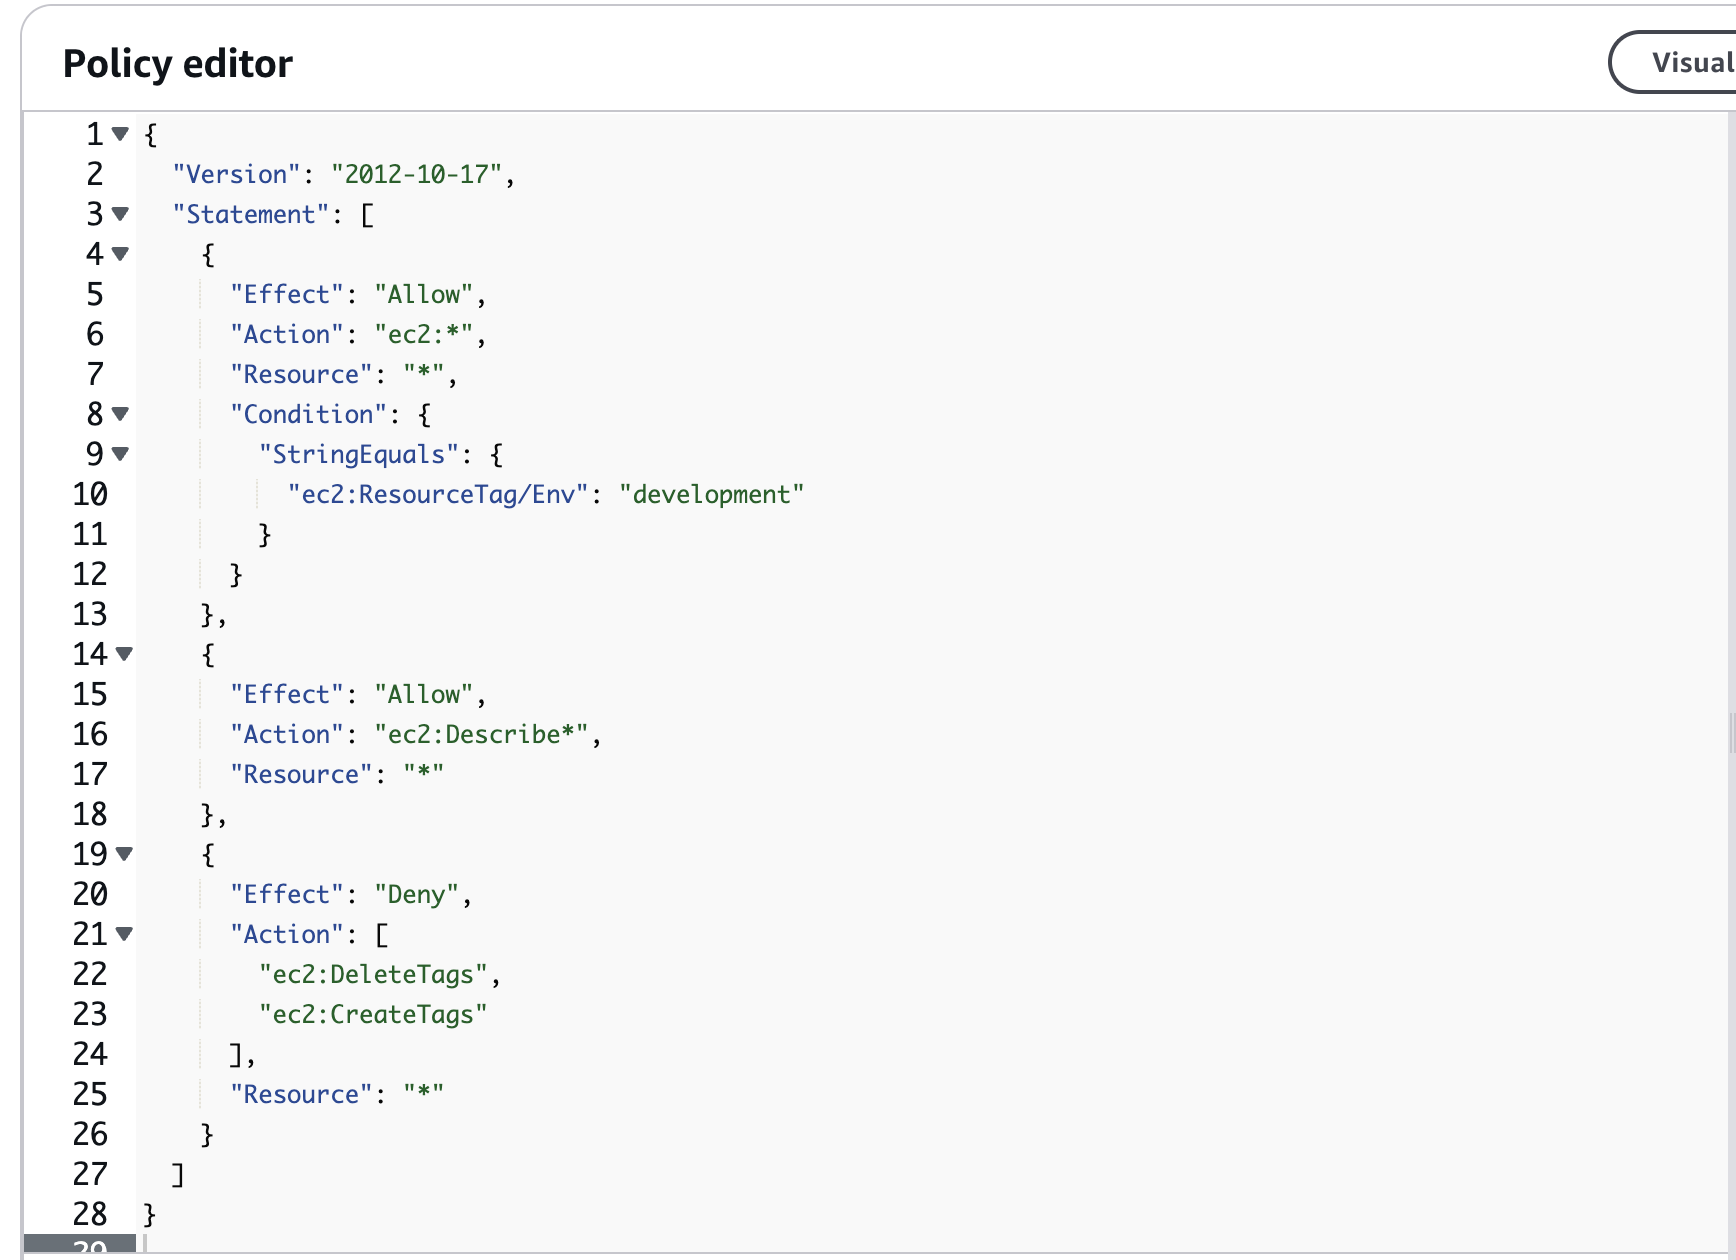 Policy editor
Visual
1 {
2 "Version": "2012-10-17",
3 "Statement": [
4 {
5 "Effect": "Allow",
6 "Action": "ec2:*",
7 "Resource": "*",
8 "Condition": {
9 "StringEquals": {
10 "ec2:ResourceTag/Env": "development"
11 }
12 }
13 },
14 {
15 "Effect": "Allow",
16 "Action": "ec2:Describe*",
17 "Resource": "*"
18 },
19 {
20 "Effect": "Deny",
21 "Action": [
22 "ec2:DeleteTags",
23 "ec2:CreateTags"
24 ],
25 "Resource": "*"
26 }
27 ]
28 }
29